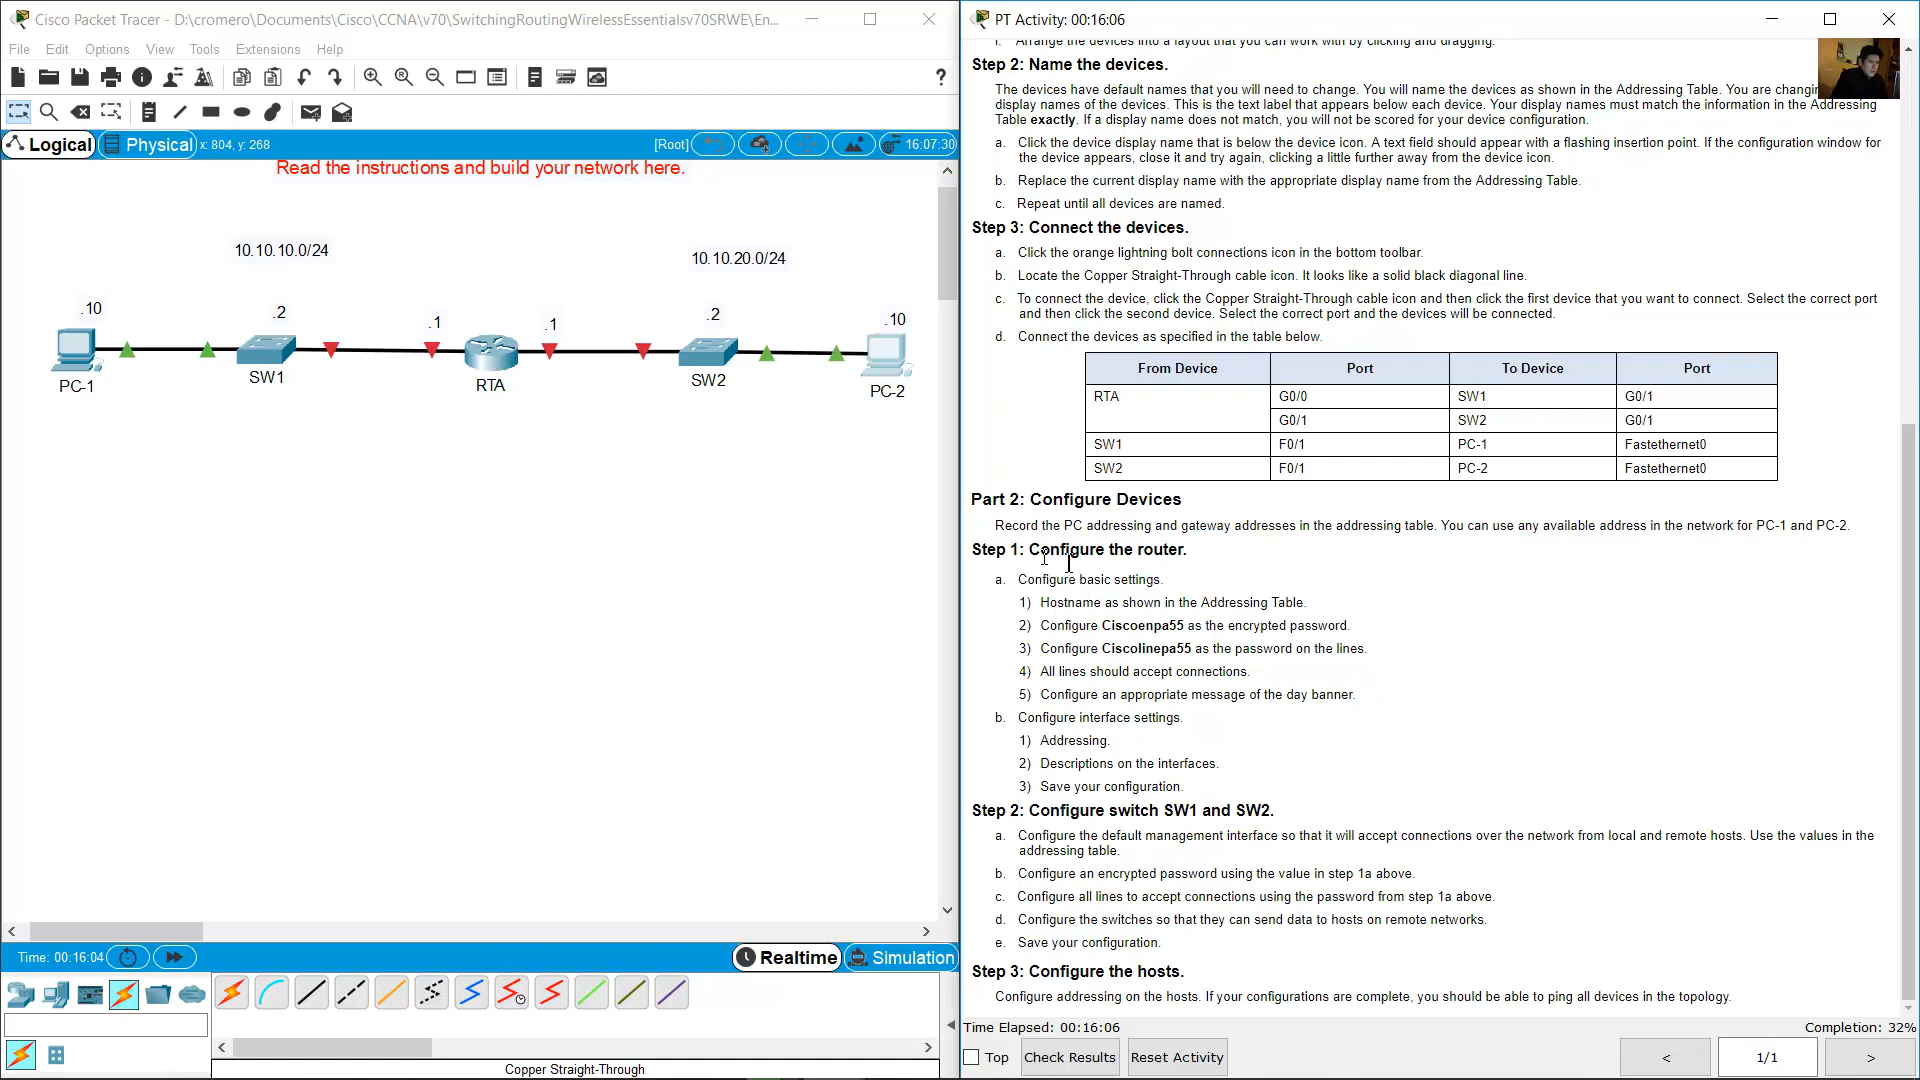 Cisco Packet Tracer - D:\cromero\Documents\Cisco\CCNA\v70\SwitchingRoutingWirelessEssentialsv70SRWE\En...
File Edit Options View Tools Extensions Help
?
Logical Physical x: 804, y: 268 [Root] 16:07:30
Read the instructions and build your network here.
10.10.10.0/24
10.10.20.0/24
.10
.2
.1
.1
.2
.10
PC-1
SW1
RTA
SW2
PC-2
Time: 00:16:04
Realtime Simulation
Copper Straight-Through
PT Activity: 00:16:06
Arrange the devices into a layout that you can work with by clicking and dragging.
Step 2: Name the devices.
The devices have default names that you will need to change. You will name the devices as shown in the Addressing Table. You are
display names of the devices. This is the text label that appears below each device. Your display names must match the information in the Addressing
Table exactly. If a display name does not match, you will not be scored for your device configuration.
a. Click the device display name that is below the device icon. A text field should appear with a flashing insertion point. If the configuration window for
the device appears, close it and try again, clicking a little further away from the device icon.
b. Replace the current display name with the appropriate display name from the Addressing Table.
c. Repeat until all devices are named.
Step 3: Connect the devices.
a. Click the orange lightning bolt connections icon in the bottom toolbar.
b. Locate the Copper Straight-Through cable icon. It looks like a solid black diagonal line.
c. To connect the device, click the Copper Straight-Through cable icon and then click the first device that you want to connect. Select the correct port
and then click the second device. Select the correct port and the devices will be connected.
d. Connect the devices as specified in the table below.
From Device Port To Device Port
RTA G0/0 SW1 G0/1
G0/1 SW2 G0/1
SW1 F0/1 PC-1 Fastethernet0
SW2 F0/1 PC-2 Fastethernet0
Part 2: Configure Devices
Record the PC addressing and gateway addresses in the addressing table. You can use any available address in the network for PC-1 and PC-2.
Step 1: Configure the router.
a. Configure basic settings.
1) Hostname as shown in the Addressing Table.
2) Configure Ciscoenpa55 as the encrypted password.
3) Configure Ciscolinepa55 as the password on the lines.
4) All lines should accept connections.
5) Configure an appropriate message of the day banner.
b. Configure interface settings.
1) Addressing.
2) Descriptions on the interfaces.
3) Save your configuration.
Step 2: Configure switch SW1 and SW2.
a. Configure the default management interface so that it will accept connections over the network from local and remote hosts. Use the values in the
addressing table.
b. Configure an encrypted password using the value in step 1a above.
c. Configure all lines to accept connections using the password from step 1a above.
d. Configure the switches so that they can send data to hosts on remote networks.
e. Save your configuration.
Step 3: Configure the hosts.
Configure addressing on the hosts. If your configurations are complete, you should be able to ping all devices in the topology.
Time Elapsed: 00:16:06 Completion: 32%
Top Check Results Reset Activity < 1/1 >